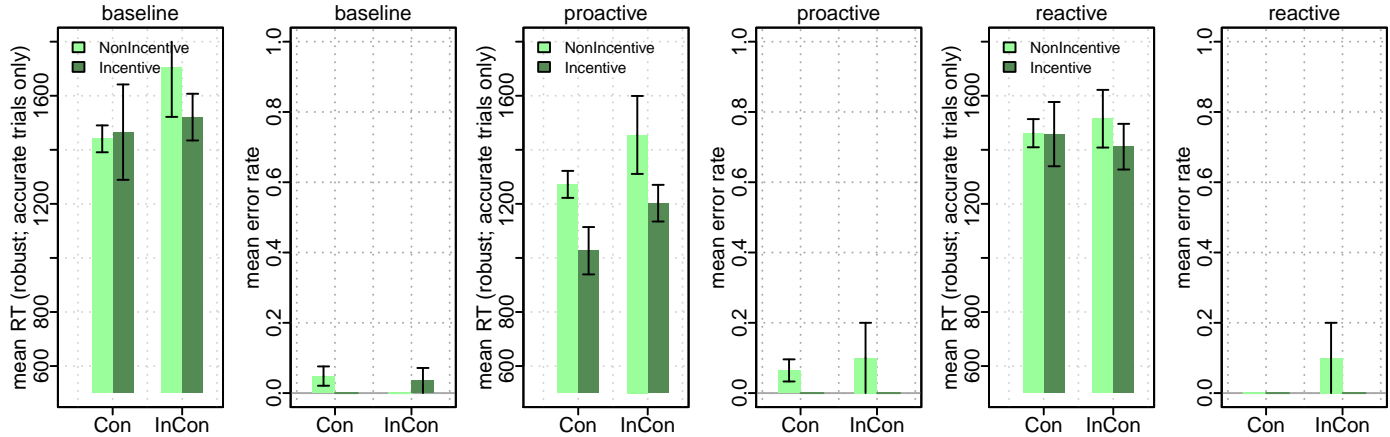 baseline
mean RT (robust; accurate trials only)
600
800
1200
1600
NonIncentive
Incentive
Con
InCon
baseline
mean error rate
0.0
0.2
0.4
0.6
0.8
1.0
Con
InCon
proactive
mean RT (robust; accurate trials only)
600
800
1200
1600
NonIncentive
Incentive
Con
InCon
proactive
mean error rate
0.0
0.2
0.4
0.6
0.8
1.0
Con
InCon
reactive
mean RT (robust; accurate trials only)
600
800
1200
1600
NonIncentive
Incentive
Con
InCon
reactive
mean error rate
0.0
0.2
0.4
0.6
0.8
1.0
Con
InCon